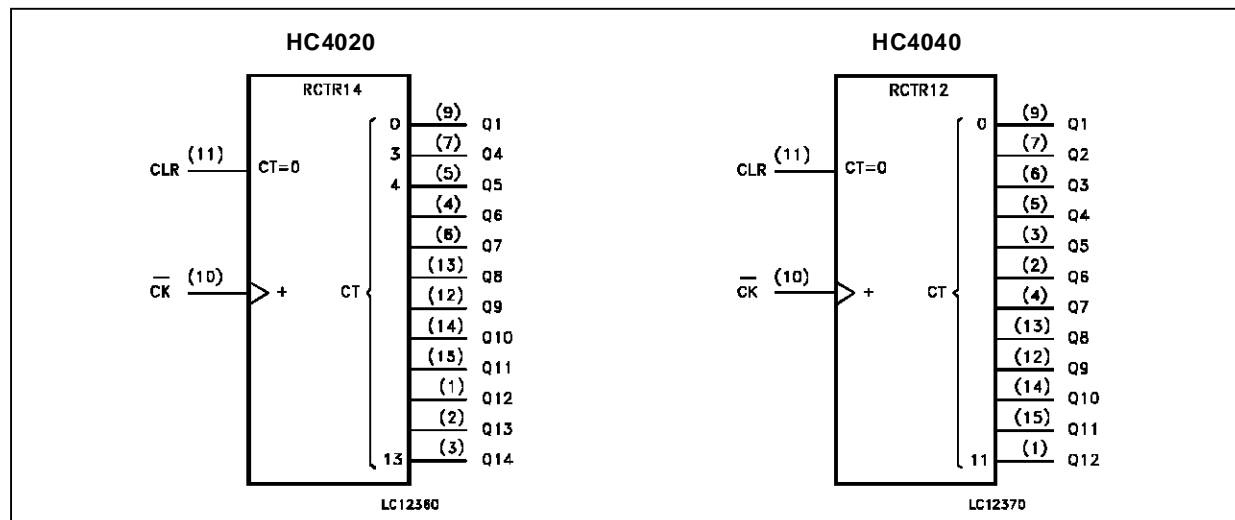 HC4020
RCTR14
CLR (11) CT=0
CK (10) +
CT
0 (9) Q1
3 (7) Q4
4 (5) Q5
(4) Q6
(6) Q7
(13) Q8
(12) Q9
(14) Q10
(15) Q11
(1) Q12
(2) Q13
13 (3) Q14
LC12360
HC4040
RCTR12
CLR (11) CT=0
CK (10) +
CT
0 (9) Q1
(7) Q2
(6) Q3
(5) Q4
(3) Q5
(2) Q6
(4) Q7
(13) Q8
(12) Q9
(14) Q10
(15) Q11
11 (1) Q12
LC12370